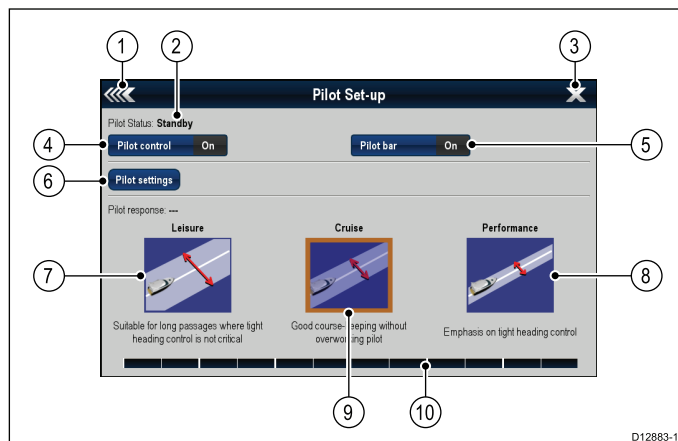 1
2
3
Pilot Set-up
Pilot Status: Standby
4
Pilot control On
Pilot bar On
5
6
Pilot settings
Pilot response: ---
Leisure
Cruise
Performance
7
8
Suitable for long passages where tight
heading control is not critical
Good course-keeping without
overworking pilot
Emphasis on tight heading control
9
10
D12883-1